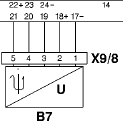 22+ 23 24- 14
21 20 19 18+ 17-
5 4 3 2 1 X9/8
U
B7